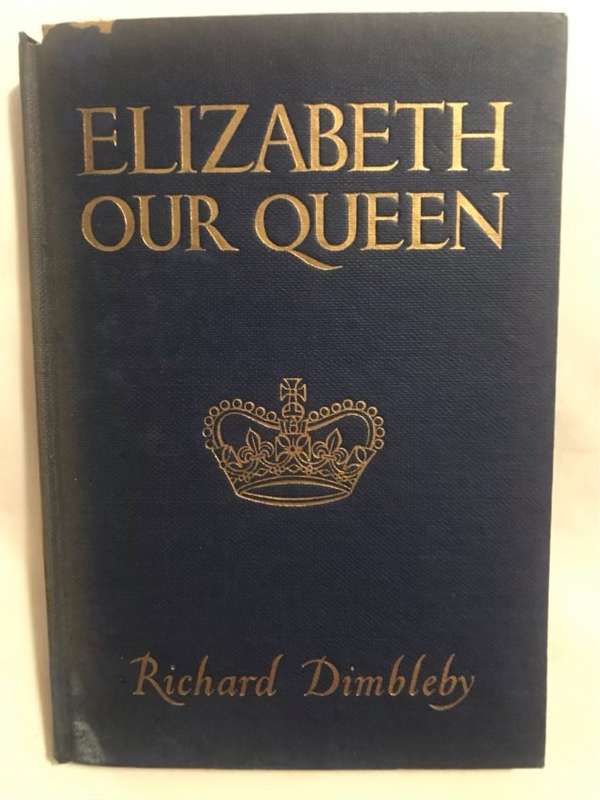 ELIZABETH
OUR QUEEN
Richard Dimbleby